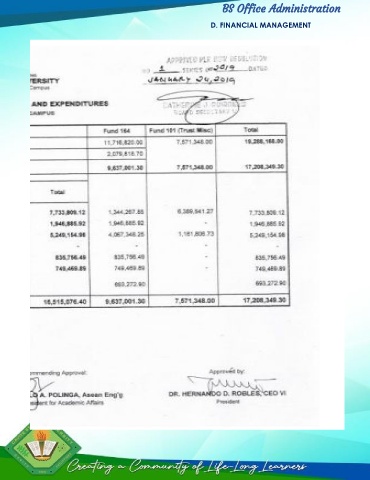 BS Office Administration
D. FINANCIAL MANAGEMENT
APPROVED PER BOR RESOLUTION
NO. 1 SERIES OF 2019 DATED
JANUARY 24, 2019
VERSITY
Campus
AND EXPENDITURES
CAMPUS
BOARD SECRETARY
Fund 164 Fund 101 (Trust Misc) Total
11,716,820.00 7,571,348.00 19,288,168.00
2,079,818.70
9,637,001.30 7,571,348.00 17,208,349.30
Total
7,733,809.12 1,344,267.85 6,389,541.27 7,733,809.12
1,946,885.92 1,946,885.92 - 1,946,885.92
5,249,154.98 4,067,348.25 1,181,806.73 5,249,154.98
- - - -
835,756.49 835,756.49 - 835,756.49
749,469.89 749,469.89 - 749,469.89
693,272.90 693,272.90
16,515,076.40 9,637,001.30 7,571,348.00 17,208,349.30
mmending Approval: Approved by:
LO A. POLINGA, Asean Eng'g DR. HERNANDO D. ROBLES, CEO VI
esident for Academic Affairs President
Creating a Community of Life-Long Learners